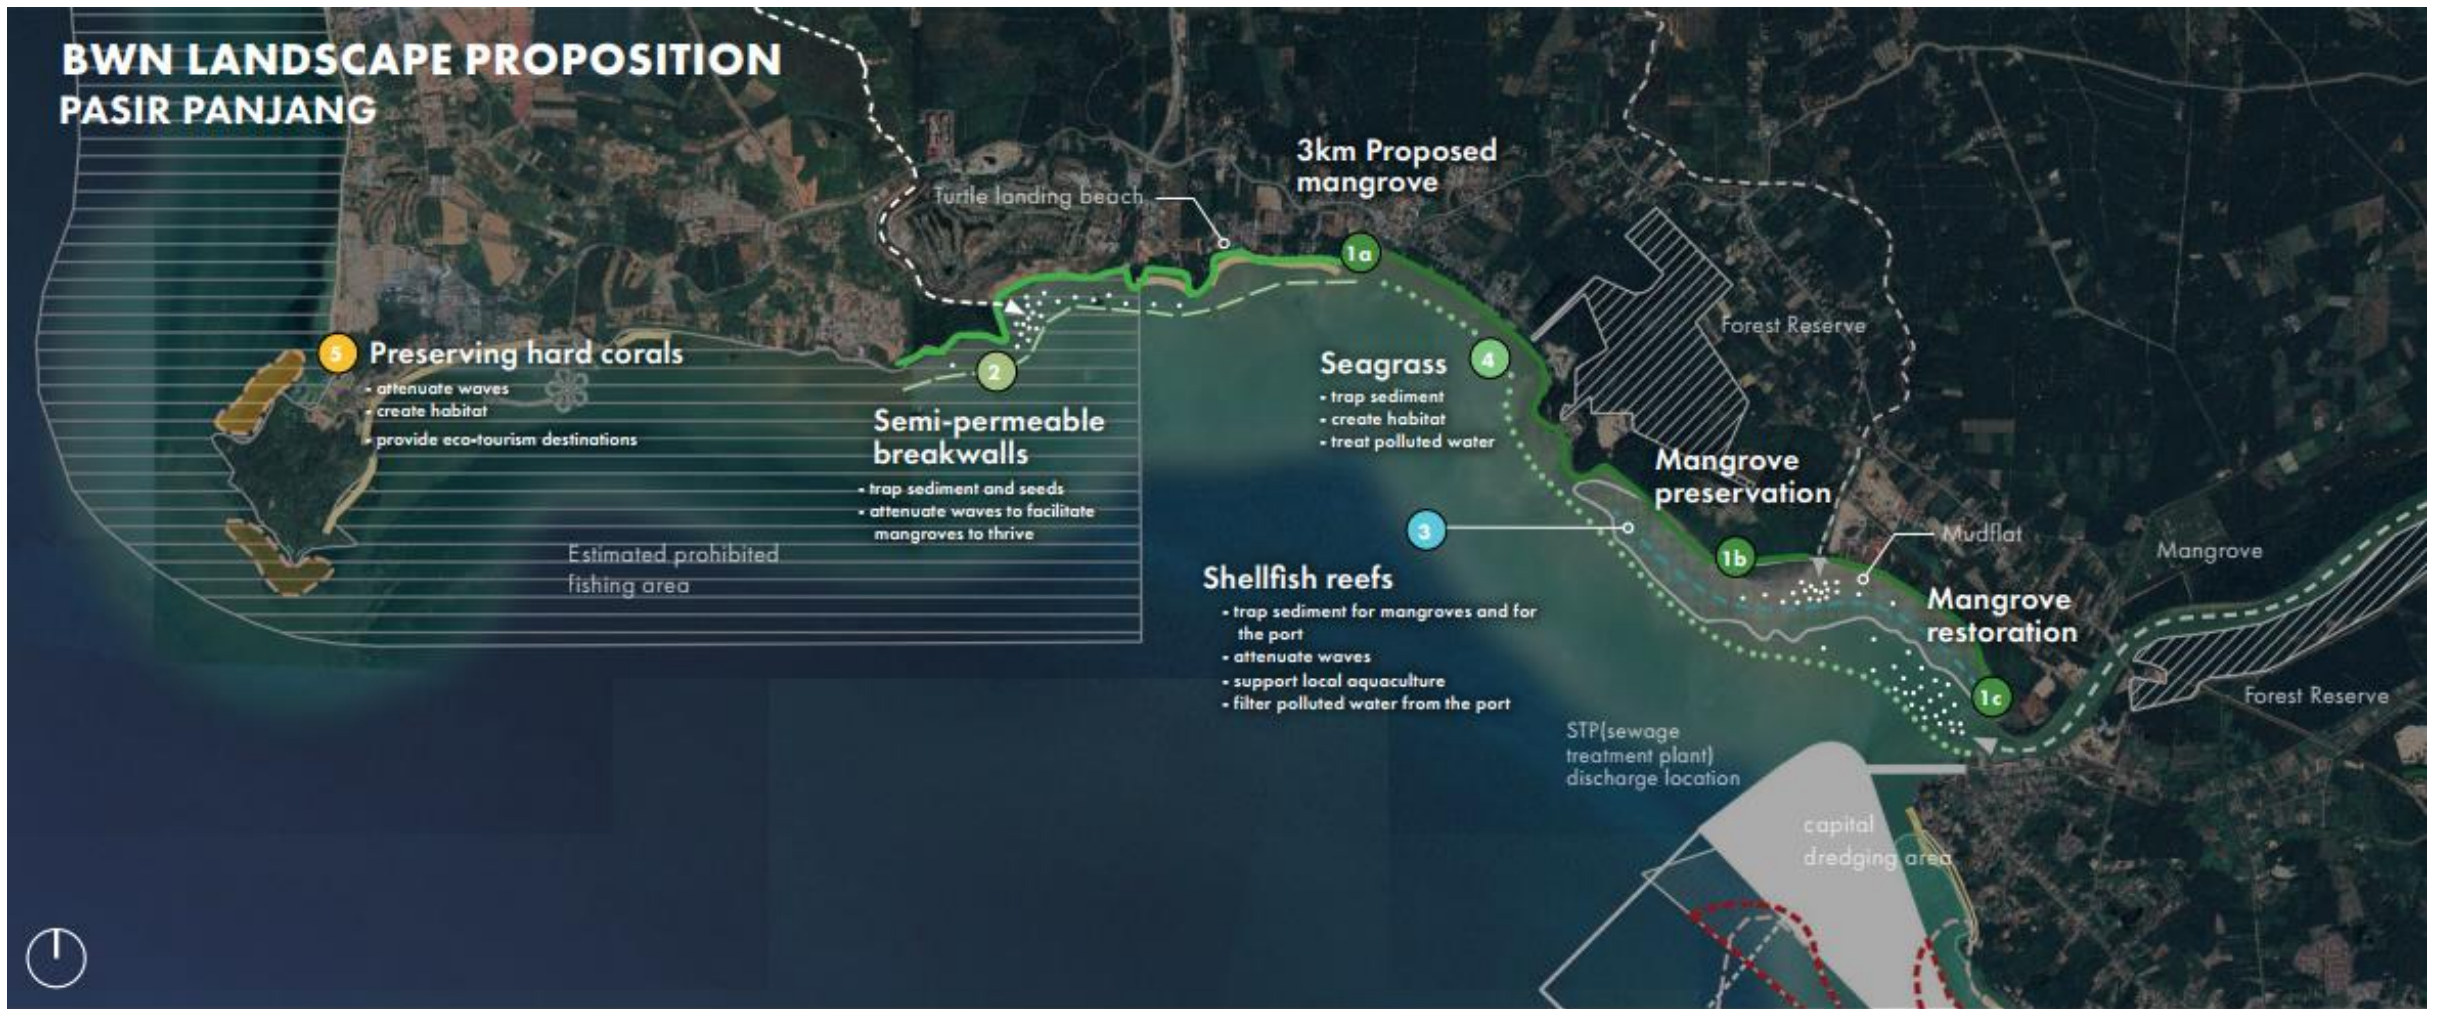 BWN LANDSCAPE PROPOSITION
PASIR PANJANG
3km Proposed
mangrove
Turtle landing beach
1a
Forest Reserve
5
Preserving hard corals
- attenuate waves
- create habitat
- provide eco-tourism destinations
2
Semi-permeable
breakwalls
- trap sediment and seeds
- attenuate waves to facilitate
mangroves to thrive
Seagrass
4
- trap sediment
- create habitat
- treat polluted water
Mangrove
preservation
3
Shellfish reefs
- trap sediment for mangroves and for
the port
- attenuate waves
- support local aquaculture
- filter polluted water from the port
Estimated prohibited
fishing area
1b
Mudflat
Mangrove
Mangrove
restoration
1c
Forest Reserve
STP(sewage
treatment plant)
discharge location
capital
dredging area